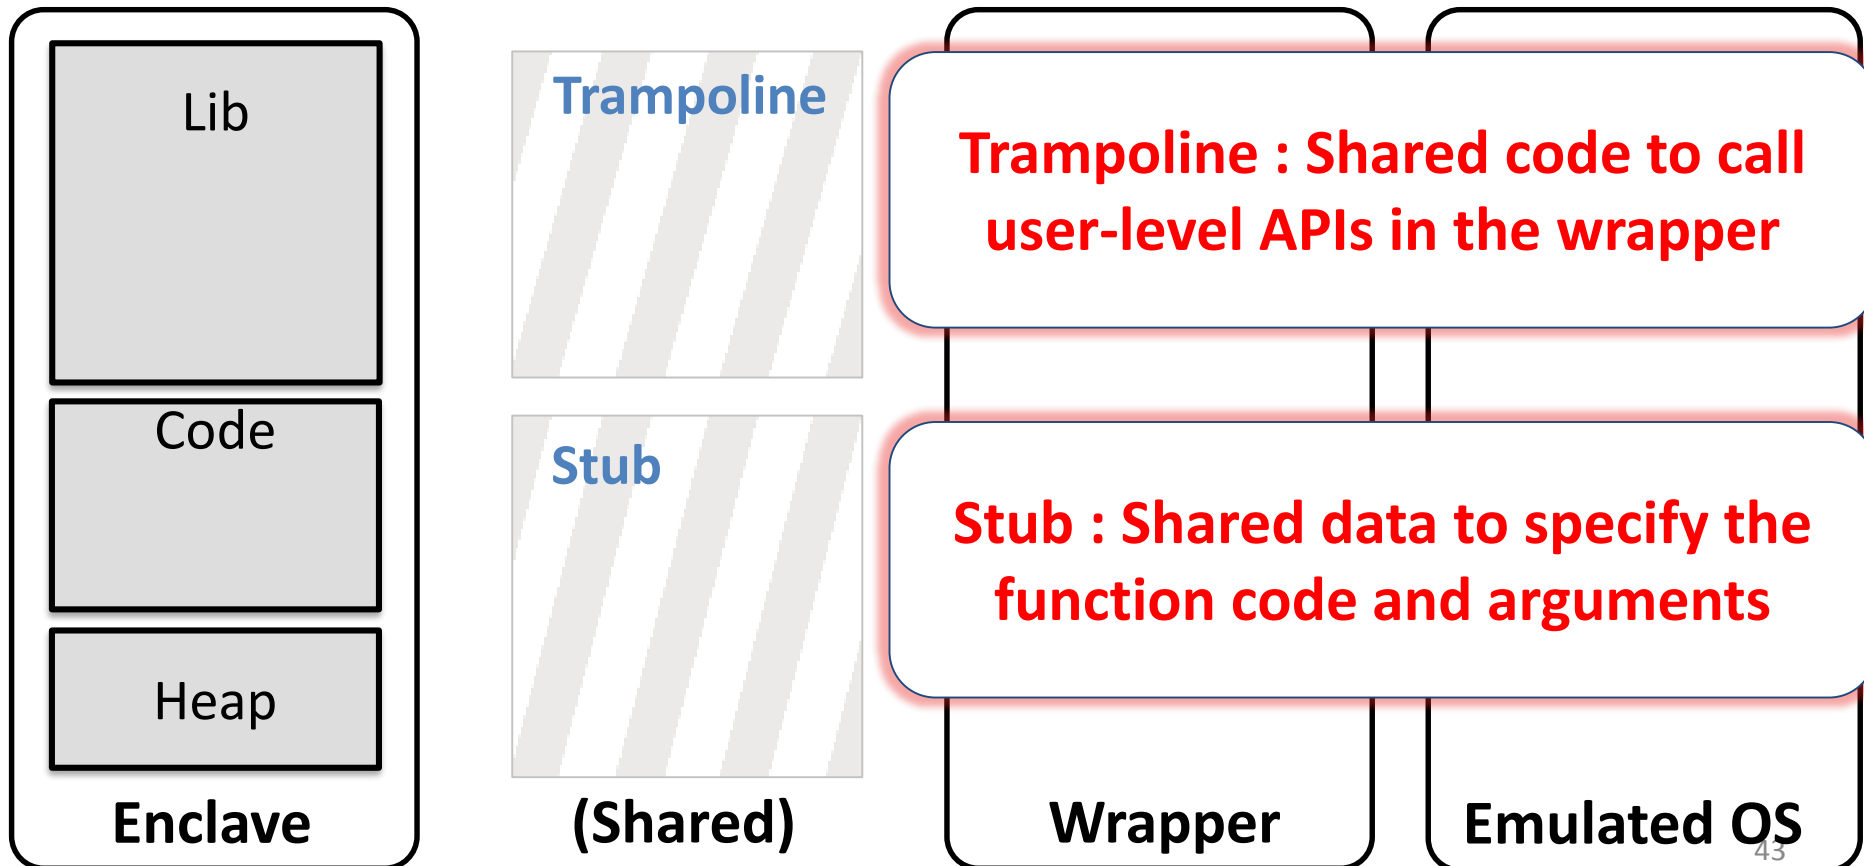 Lib
Code
Heap
Enclave
Trampoline
Stub
(Shared)
Trampoline : Shared code to call
user-level APIs in the wrapper
Stub : Shared data to specify the
function code and arguments
Wrapper
Emulated OS
43